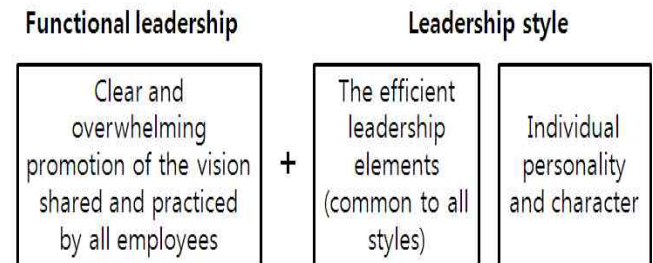 Functional leadership
Leadership style
Clear and
overwhelming
promotion of the vision
shared and practiced
by all employees
+
The efficient
leadership
elements
(common to all
styles)
Individual
personality
and character